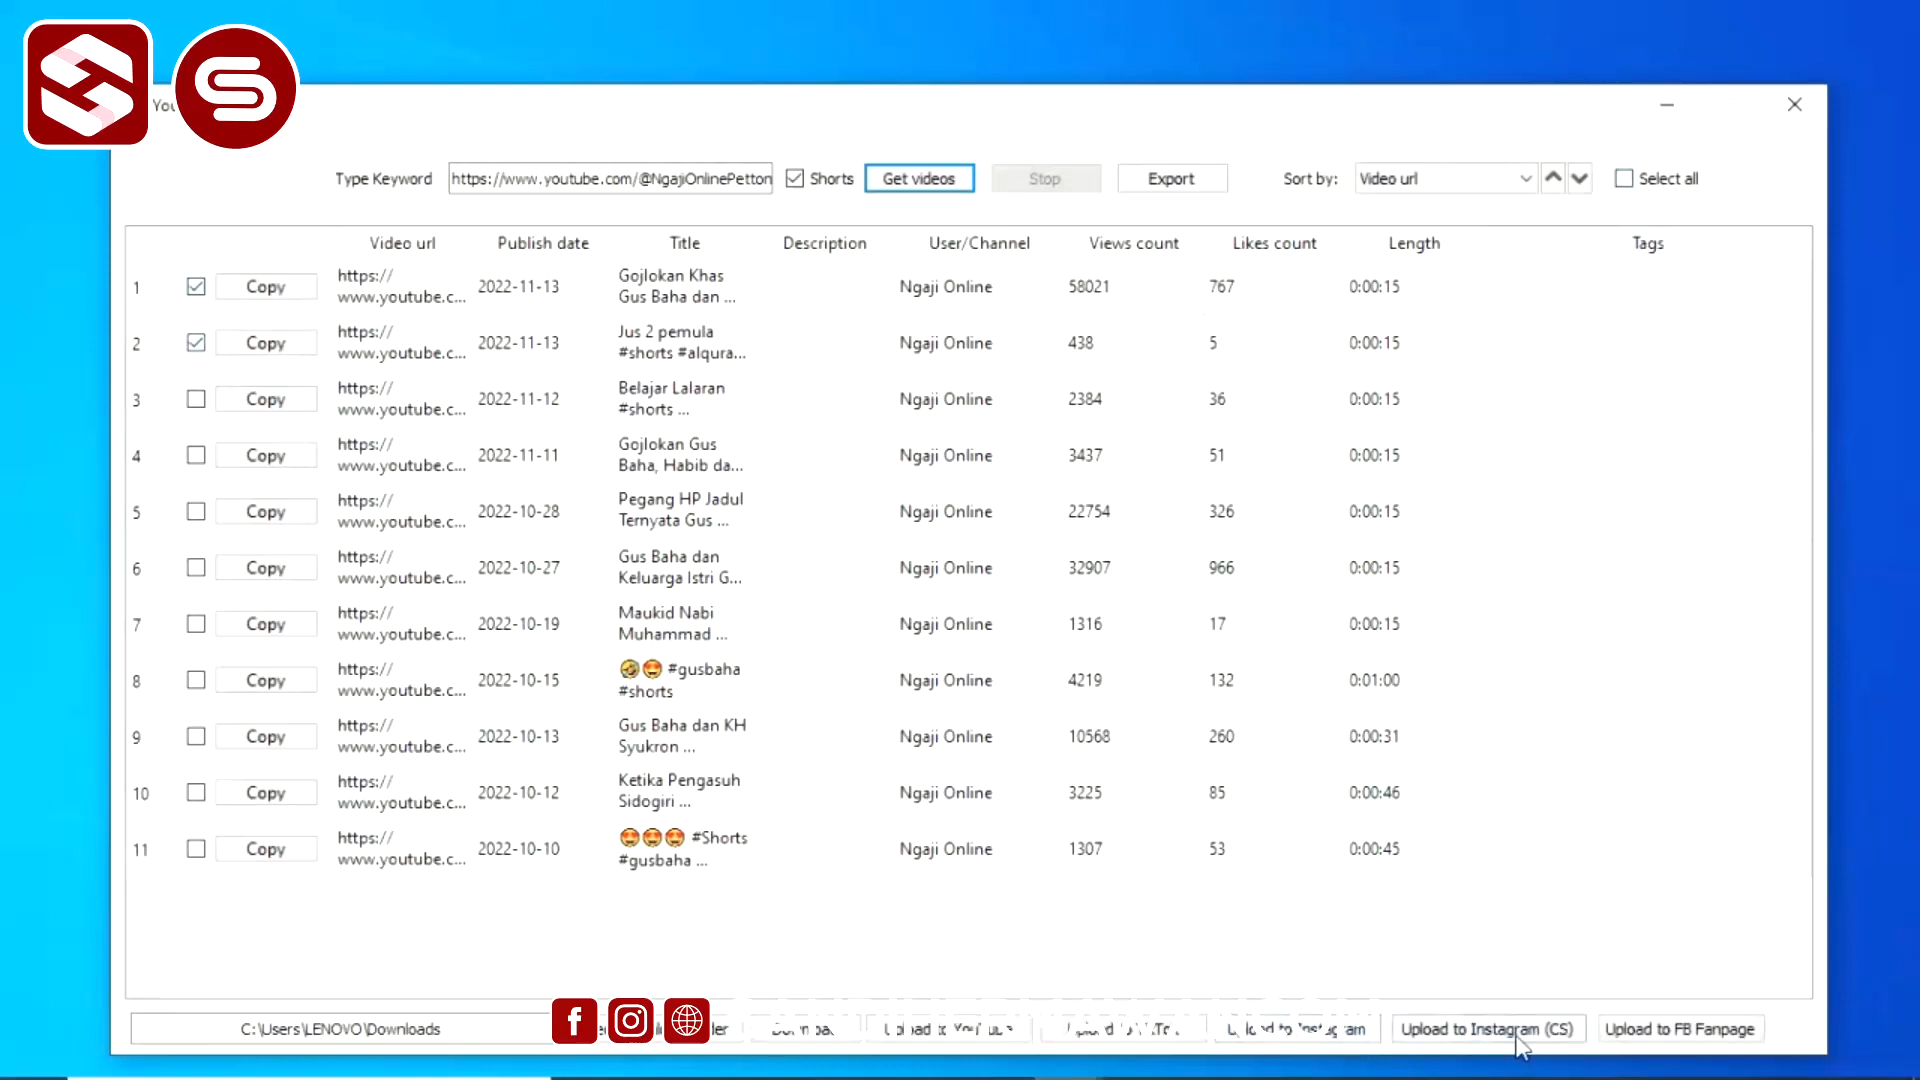 Type Keyword https://www.youtube.com/@NgajiOnlinePetton Shorts Get videos Stop Export Sort by: Video url Select all
Video url Publish date Title Description User/Channel Views count Likes count Length Tags
1 Copy https://
www.youtube.c... 2022-11-13 Gojlokan Khas
Gus Baha dan ... Ngaji Online 58021 767 0:00:15
2 Copy https://
www.youtube.c... 2022-11-13 Jus 2 pemula
#shorts #alqura... Ngaji Online 438 5 0:00:15
3 Copy https://
www.youtube.c... 2022-11-12 Belajar Lalaran
#shorts ... Ngaji Online 2384 36 0:00:15
4 Copy https://
www.youtube.c... 2022-11-11 Gojlokan Gus
Baha, Habib da... Ngaji Online 3437 51 0:00:15
5 Copy https://
www.youtube.c... 2022-10-28 Pegang HP Jadul
Ternyata Gus ... Ngaji Online 22754 326 0:00:15
6 Copy https://
www.youtube.c... 2022-10-27 Gus Baha dan
Keluarga Istri G... Ngaji Online 32907 966 0:00:15
7 Copy https://
www.youtube.c... 2022-10-19 Maukid Nabi
Muhammad ... Ngaji Online 1316 17 0:00:15
8 Copy https://
www.youtube.c... 2022-10-15 🤣😍 #gusbaha
#shorts Ngaji Online 4219 132 0:01:00
9 Copy https://
www.youtube.c... 2022-10-13 Gus Baha dan KH
Syukron ... Ngaji Online 10568 260 0:00:31
10 Copy https://
www.youtube.c... 2022-10-12 Ketika Pengasuh
Sidogiri ... Ngaji Online 3225 85 0:00:46
11 Copy https://
www.youtube.c... 2022-10-10 😍😍😍 #Shorts
#gusbaha ... Ngaji Online 1307 53 0:00:45
C:\Users\LENOVO\Downloads Upload to Instagram Upload to Instagram (CS) Upload to FB Fanpage